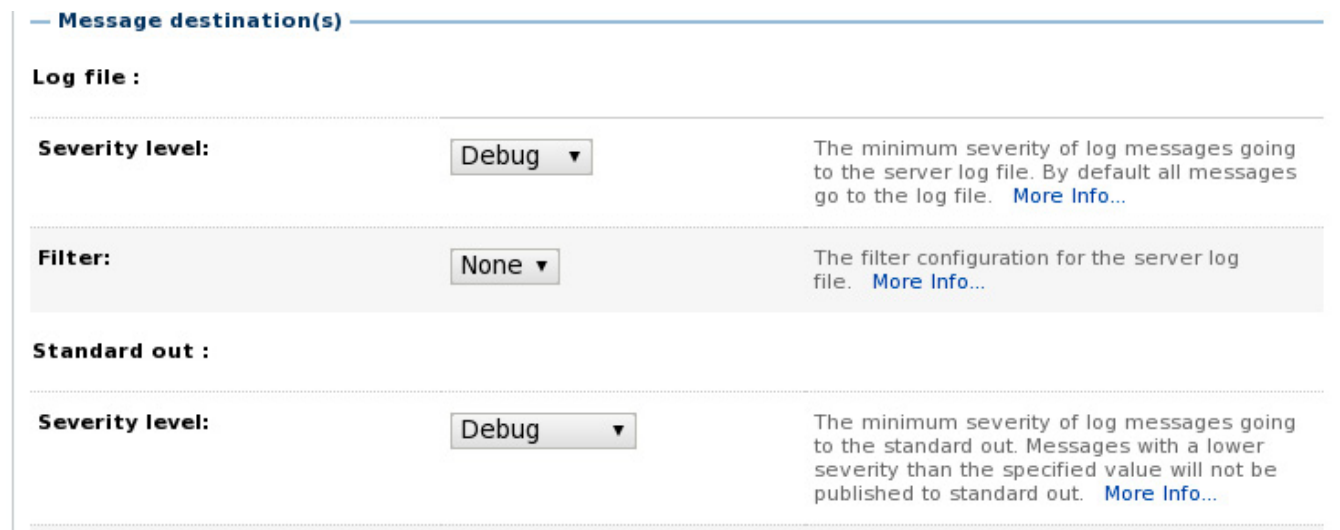 Message destination(s)
Log file :
Severity level:
Debug
The minimum severity of log messages going
to the server log file. By default all messages
go to the log file. More Info...
Filter:
None
The filter configuration for the server log
file. More Info...
Standard out :
Severity level:
Debug
The minimum severity of log messages going
to the standard out. Messages with a lower
severity than the specified value will not be
published to standard out. More Info...